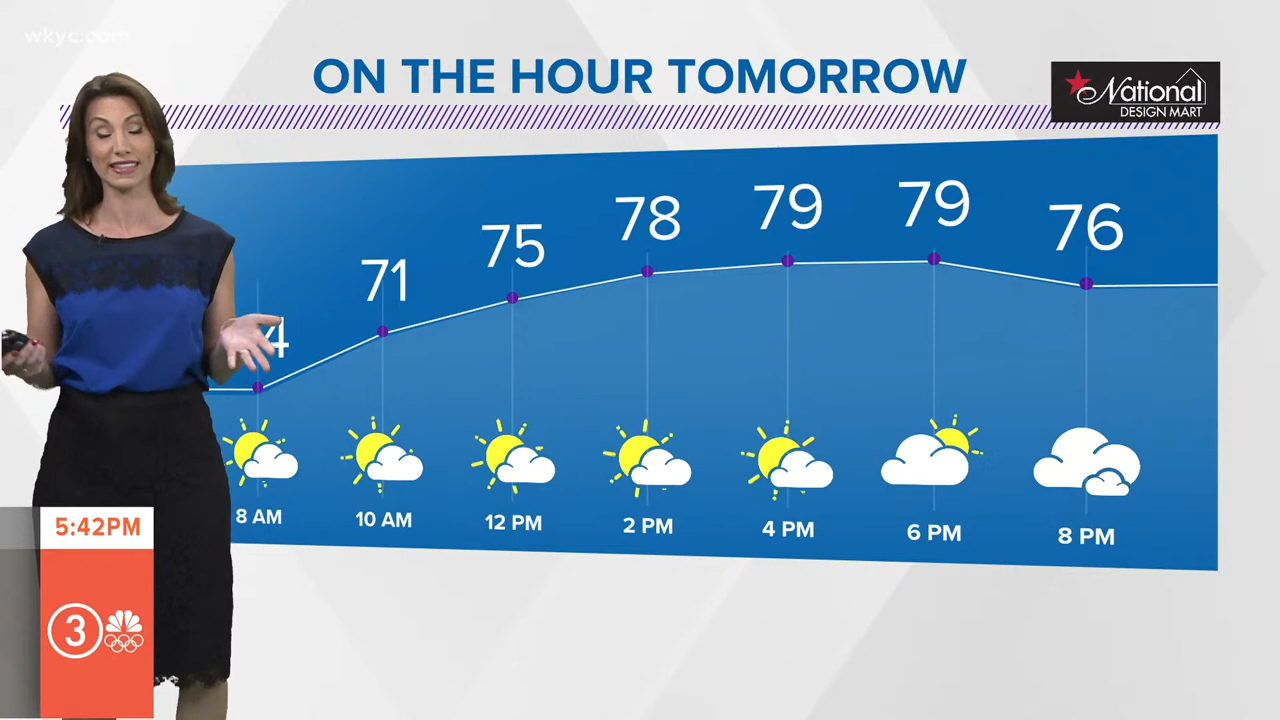 wkyc.com
ON THE HOUR TOMORROW
National
DESIGN MART
71
75
78
79
79
76
8 AM
10 AM
12 PM
2 PM
4 PM
6 PM
8 PM
5:42PM
3